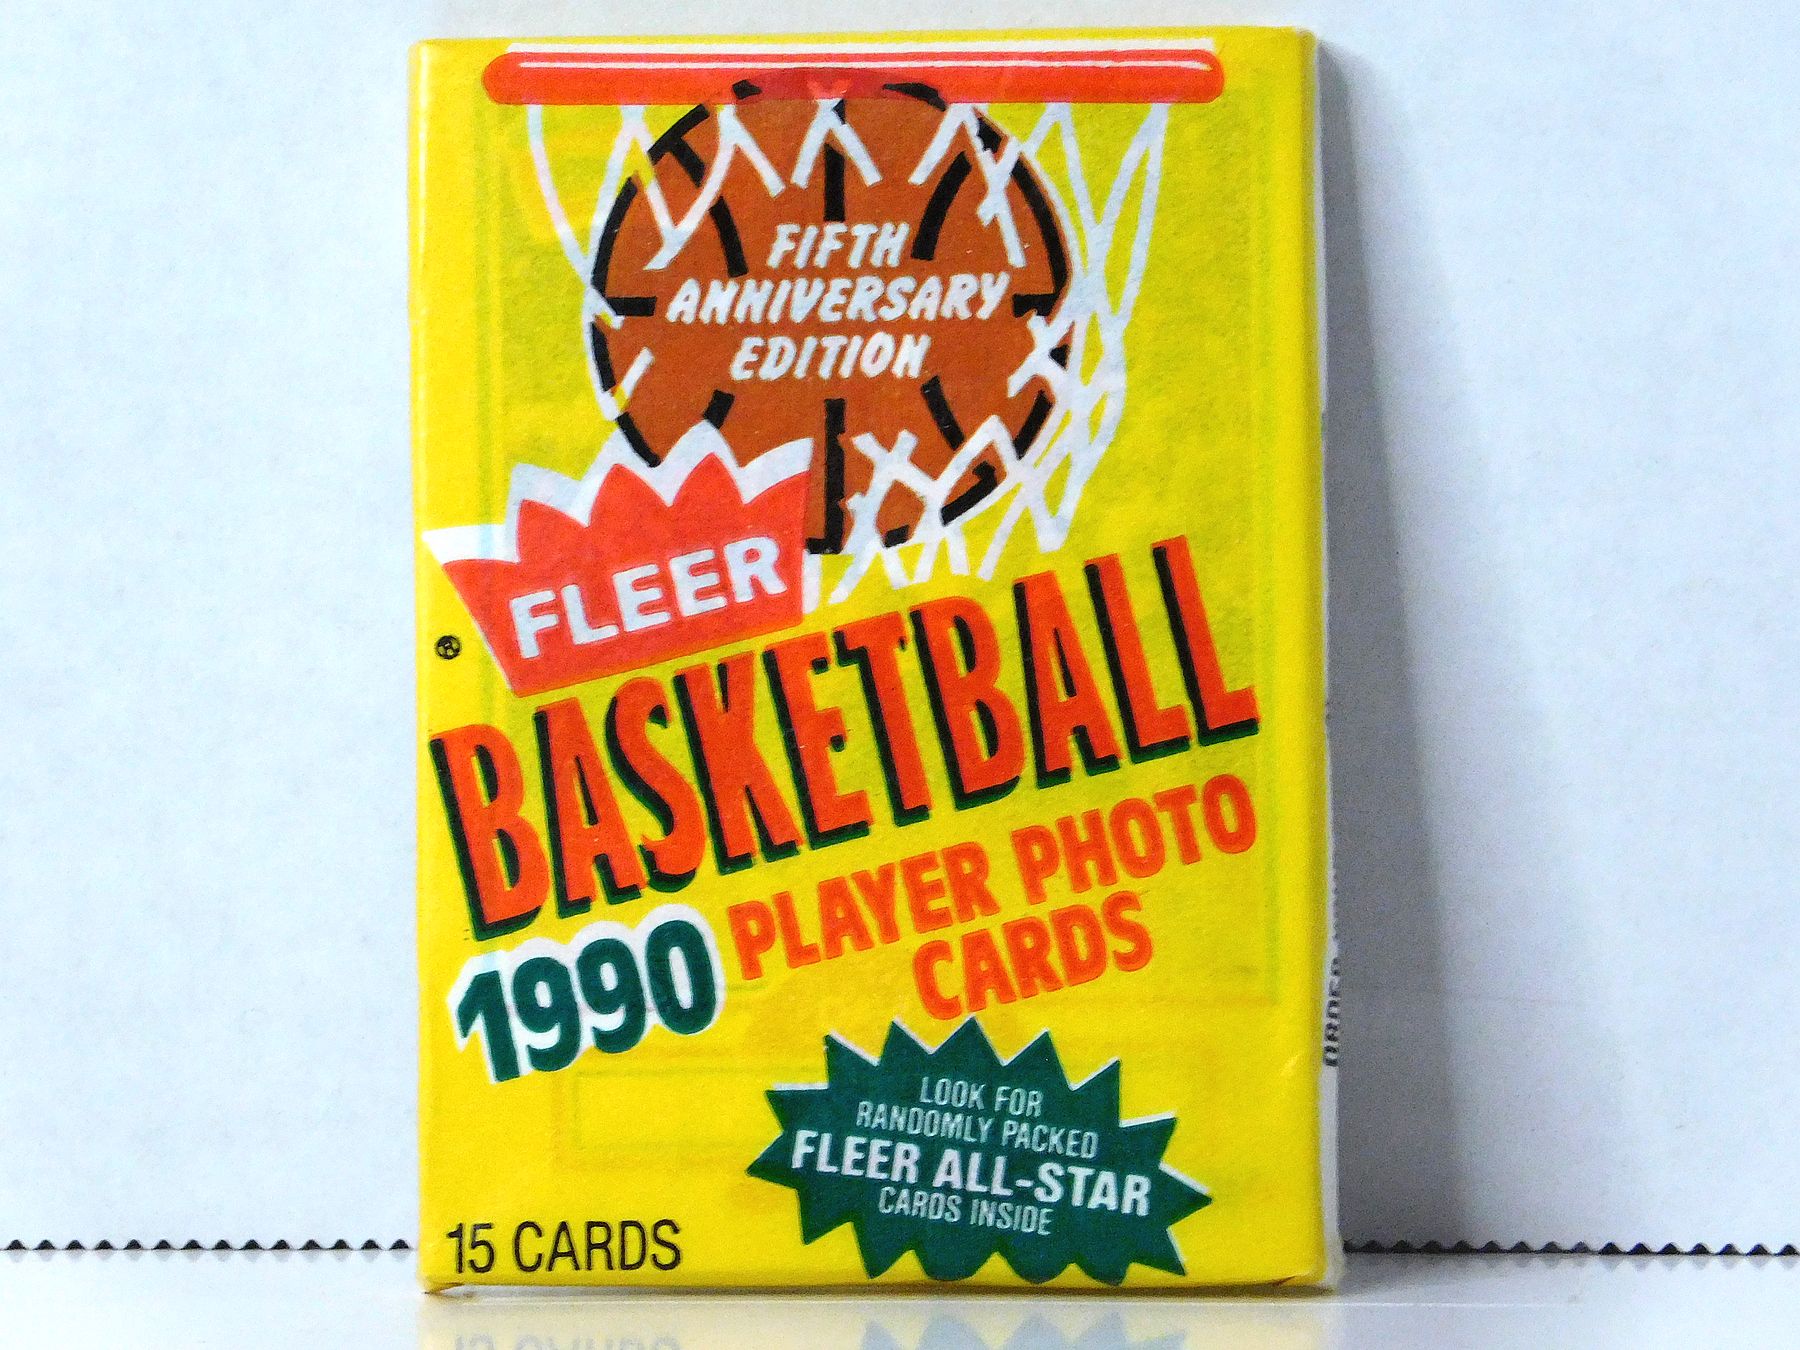 FIFTH
ANNIVERSARY
EDITION
FLEER
®
BASKETBALL
1990 PLAYER PHOTO
CARDS
LOOK FOR
RANDOMLY PACKED
FLEER ALL-STAR
CARDS INSIDE
15 CARDS